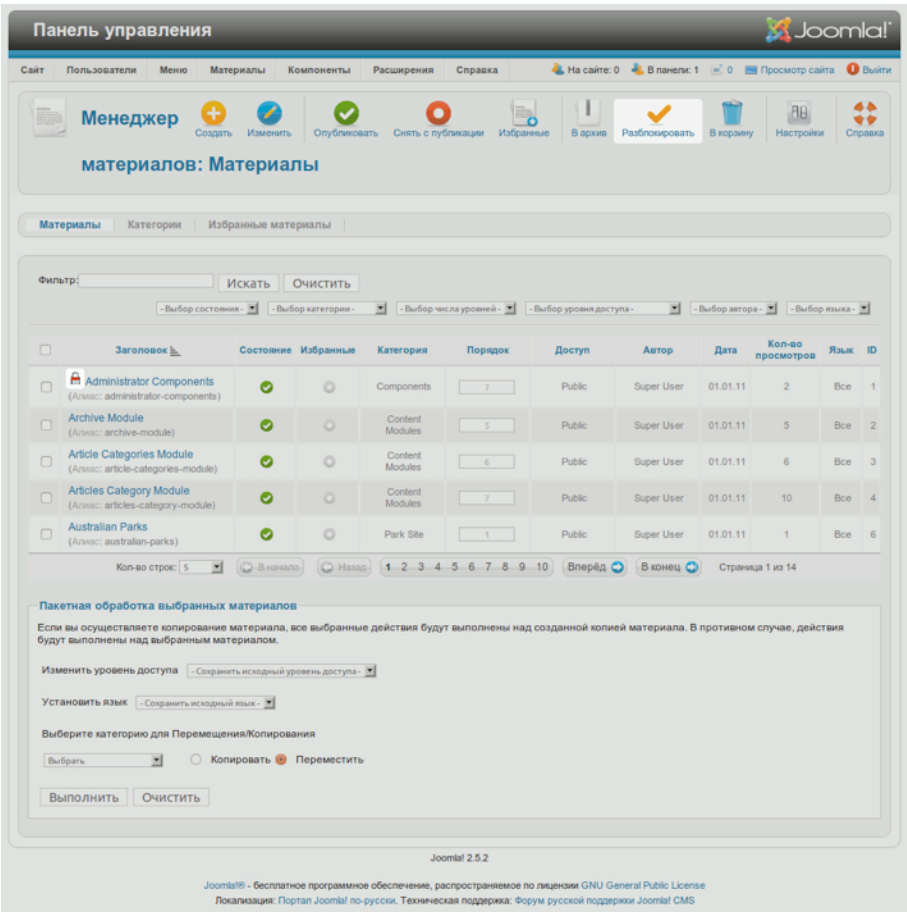 Панель управления
Joomla!
Сайт Пользователи Меню Материалы Компоненты Расширения Справка На сайте: 0 В панели: 1 0 Просмотр сайта Выйти
Менеджер материалов: Материалы
Создать Изменить Опубликовать Снять с публикации Избранные В архив Разблокировать В корзину Настройки Справка
Материалы Категории Избранные материалы
Фильтр: Искать Очистить
- Выбор состояния - - Выбор категории - - Выбор числа уровней - - Выбор уровня доступа - - Выбор автора - - Выбор языка -
Заголовок Состояние Избранные Категория Порядок Доступ Автор Дата Кол-во просмотров Язык ID
Administrator Components Components 7 Public Super User 01.01.11 2 Все 1
(Алиас: administrator-components)
Archive Module Content Modules 5 Public Super User 01.01.11 5 Все 2
(Алиас: archive-module)
Article Categories Module Content Modules 6 Public Super User 01.01.11 6 Все 3
(Алиас: article-categories-module)
Articles Category Module Content Modules 7 Public Super User 01.01.11 10 Все 4
(Алиас: articles-category-module)
Australian Parks Park Site 1 Public Super User 01.01.11 1 Все 6
(Алиас: australian-parks)
Кол-во строк: 5 В начало Назад 1 2 3 4 5 6 7 8 9 10 Вперёд В конец Страница 1 из 14
Пакетная обработка выбранных материалов
Если вы осуществляете копирование материала, все выбранные действия будут выполнены над созданной копией материала. В противном случае, действия
будут выполнены над выбранным материалом.
Изменить уровень доступа - Сохранить исходный уровень доступа -
Установить язык - Сохранить исходный язык -
Выберите категорию для Перемещения/Копирования
Выбрать Копировать Переместить
Выполнить Очистить
Joomla! 2.5.2
Joomla!® - бесплатное программное обеспечение, распространяемое по лицензии GNU General Public License
Локализация: Портал Joomla! по-русски. Техническая поддержка: Форум русской поддержки Joomla! CMS